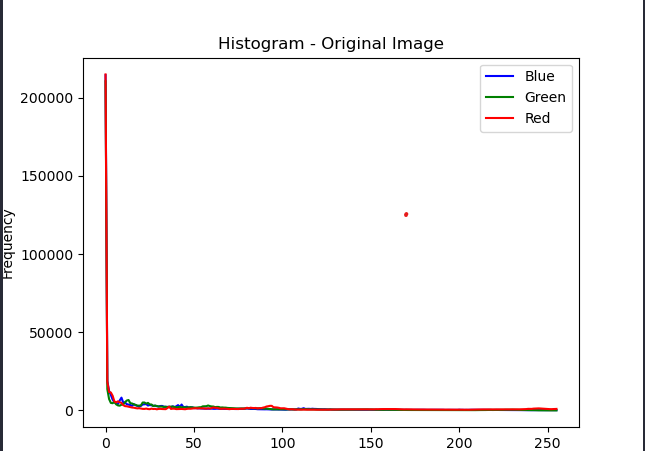 Histogram - Original Image
Blue
Green
Red
Frequency
200000
150000
100000
50000
0
0 50 100 150 200 250